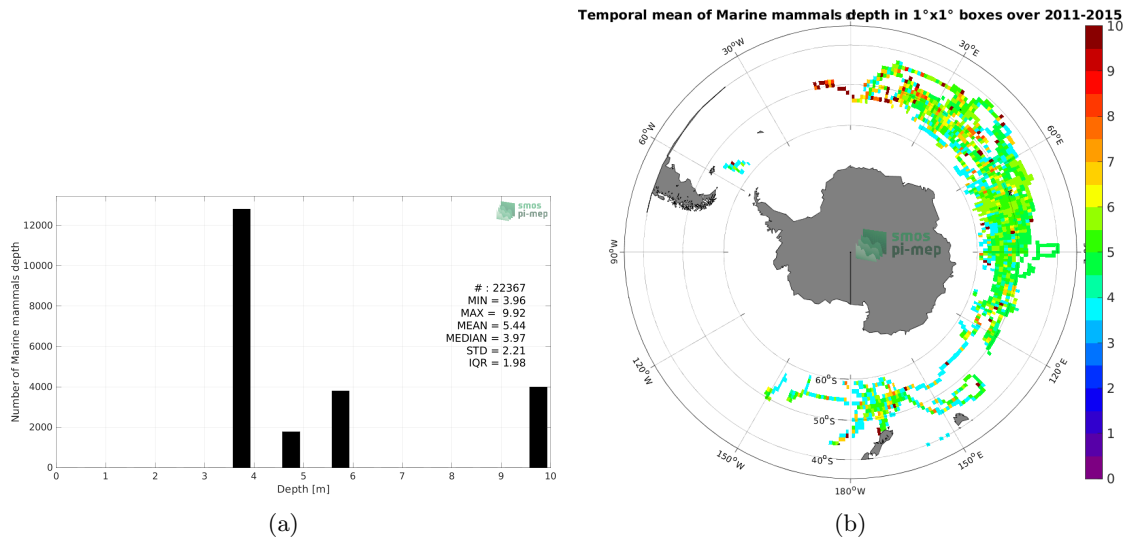 smos
pi-mep
# : 22367
MIN = 3.96
MAX = 9.92
MEAN = 5.44
MEDIAN = 3.97
STD = 2.21
IQR = 1.98
Number of Marine mammals depth
12000
10000
8000
6000
4000
2000
0
0 1 2 3 4 5 6 7 8 9 10
Depth [m]
(a)
Temporal mean of Marine mammals depth in 1°x1° boxes over 2011-2015
30°W
30°E
60°W
60°E
90°W
smos
pi-mep
120°W
120°E
60°S
50°S
40°S
150°W
150°E
180°W
10
9
8
7
6
5
4
3
2
1
0
(b)